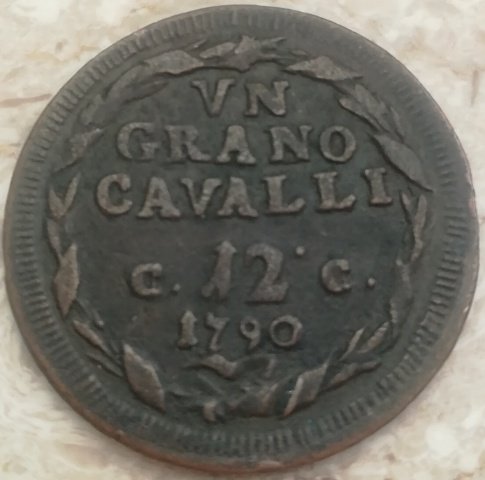 VN
GRANO
CAVALLI
C. 12 C.
1790